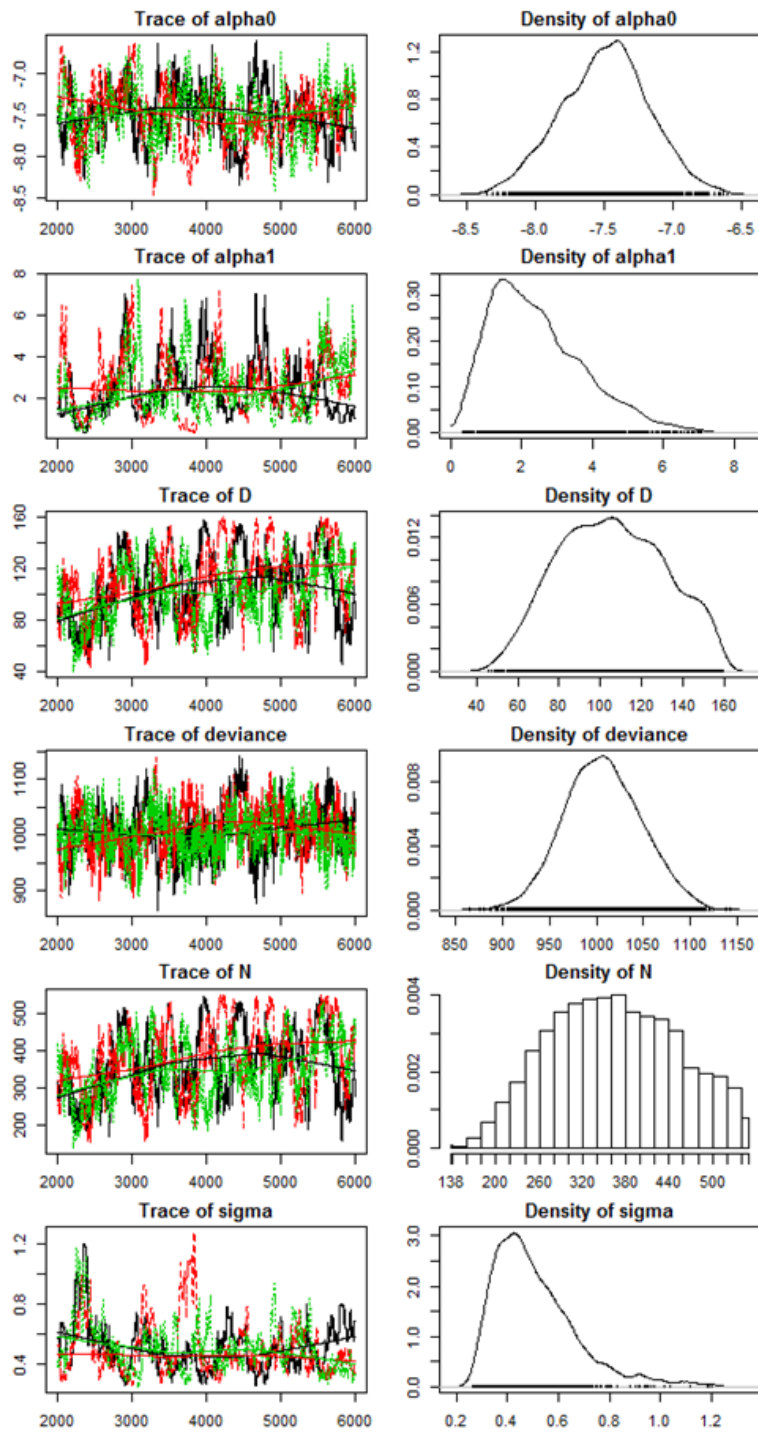 Trace of alpha0
Density of alpha0
-7.0
-7.5
-8.0
-8.5
2000 3000 4000 5000 6000
1.2
0.8
0.4
0.0
-8.5 -8.0 -7.5 -7.0 -6.5
Trace of alpha1
Density of alpha1
8
6
4
2
2000 3000 4000 5000 6000
0.30
0.20
0.10
0.00
0 2 4 6 8
Trace of D
Density of D
160
120
80
40
2000 3000 4000 5000 6000
0.012
0.006
0.000
40 60 80 100 120 140 160
Trace of deviance
Density of deviance
1100
1000
900
2000 3000 4000 5000 6000
0.008
0.004
0.000
850 900 950 1000 1050 1100 1150
Trace of N
Density of N
500
400
300
200
2000 3000 4000 5000 6000
0.004
0.002
0.000
138 200 260 320 380 440 500
Trace of sigma
Density of sigma
1.2
0.8
0.4
2000 3000 4000 5000 6000
3.0
2.0
1.0
0.0
0.2 0.4 0.6 0.8 1.0 1.2